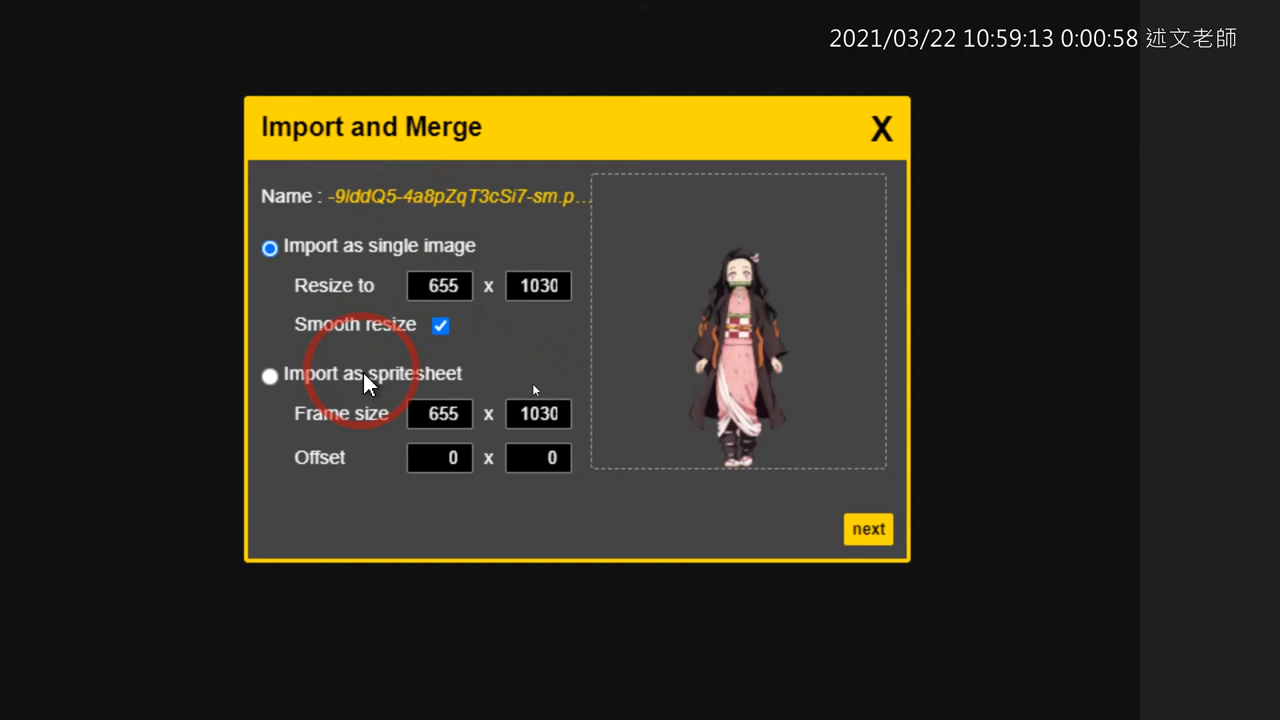 2021/03/22 10:59:13 0:00:58 述文老師
Import and Merge
X
Name : -9lddQ5-4a8pZqT3cSi7-sm.p...
Import as single image
Resize to 655 x 1030
Smooth resize
Import as spritesheet
Frame size 655 x 1030
Offset 0 x 0
next